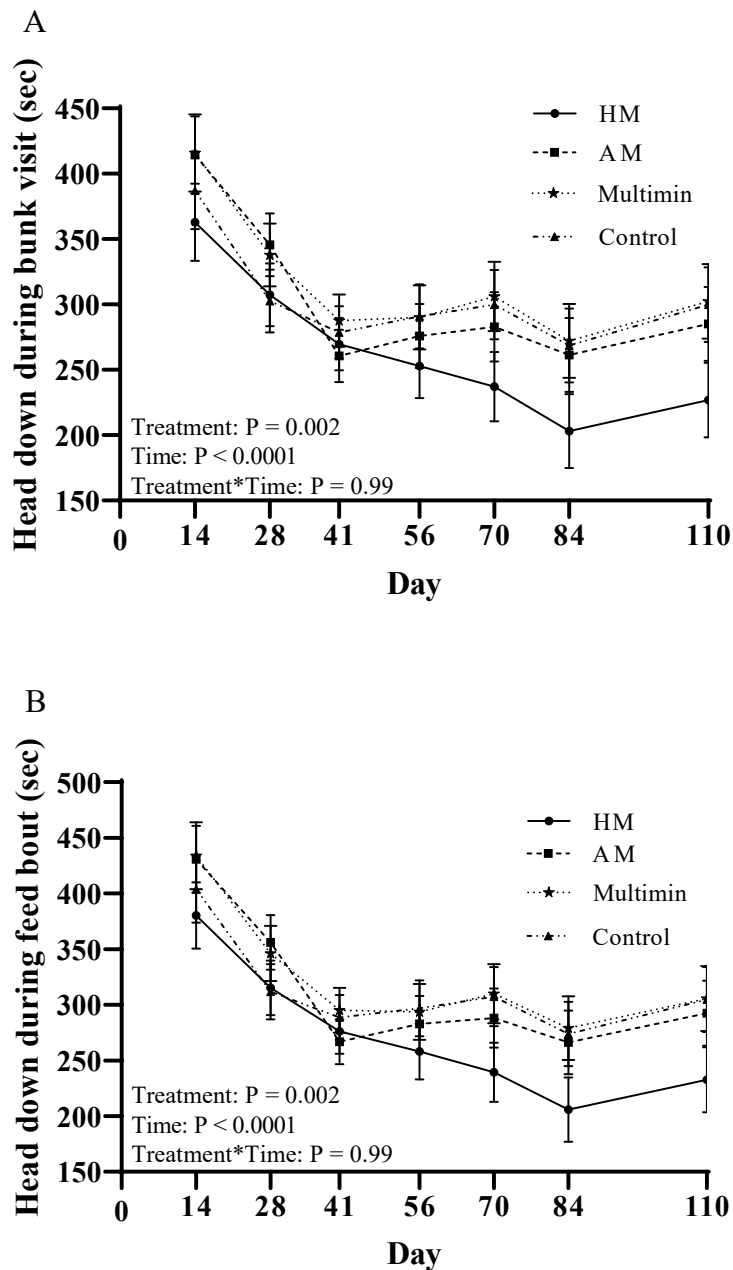 A
Head down during bunk visit (sec)
450
400
350
300
250
200
150
HM
AM
Multimin
Control
Treatment: P = 0.002
Time: P < 0.0001
Treatment*Time: P = 0.99
0 14 28 41 56 70 84 110
Day
B
Head down during feed bout (sec)
500
450
400
350
300
250
200
150
HM
AM
Multimin
Control
Treatment: P = 0.002
Time: P < 0.0001
Treatment*Time: P = 0.99
0 14 28 41 56 70 84 110
Day